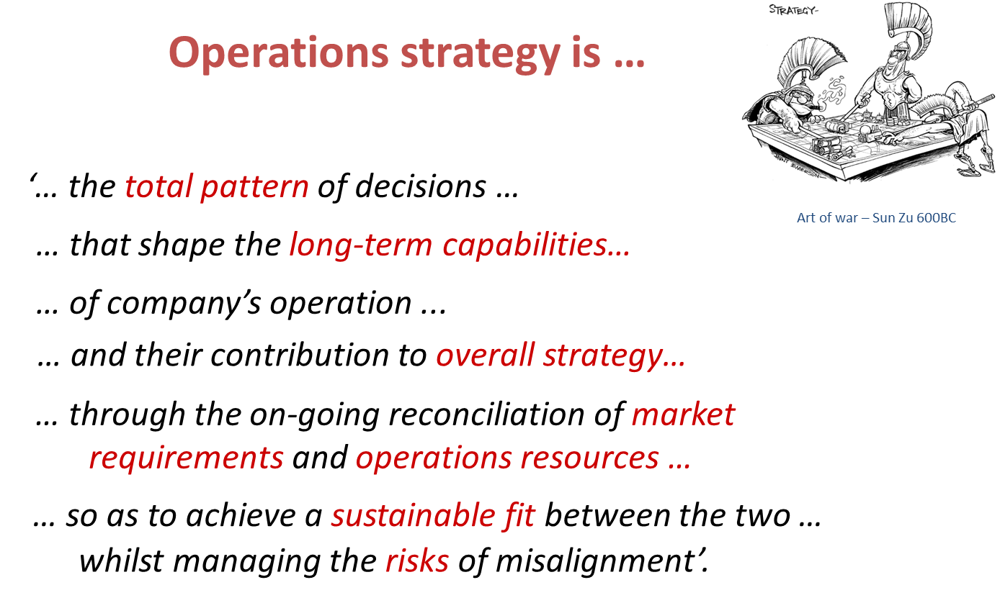 STRATEGY-
Operations strategy is …
HUNT EMERSON
Art of war – Sun Zu 600BC
‘… the total pattern of decisions …
… that shape the long-term capabilities…
… of company’s operation ...
… and their contribution to overall strategy…
… through the on-going reconciliation of market
requirements and operations resources …
… so as to achieve a sustainable fit between the two …
whilst managing the risks of misalignment’.